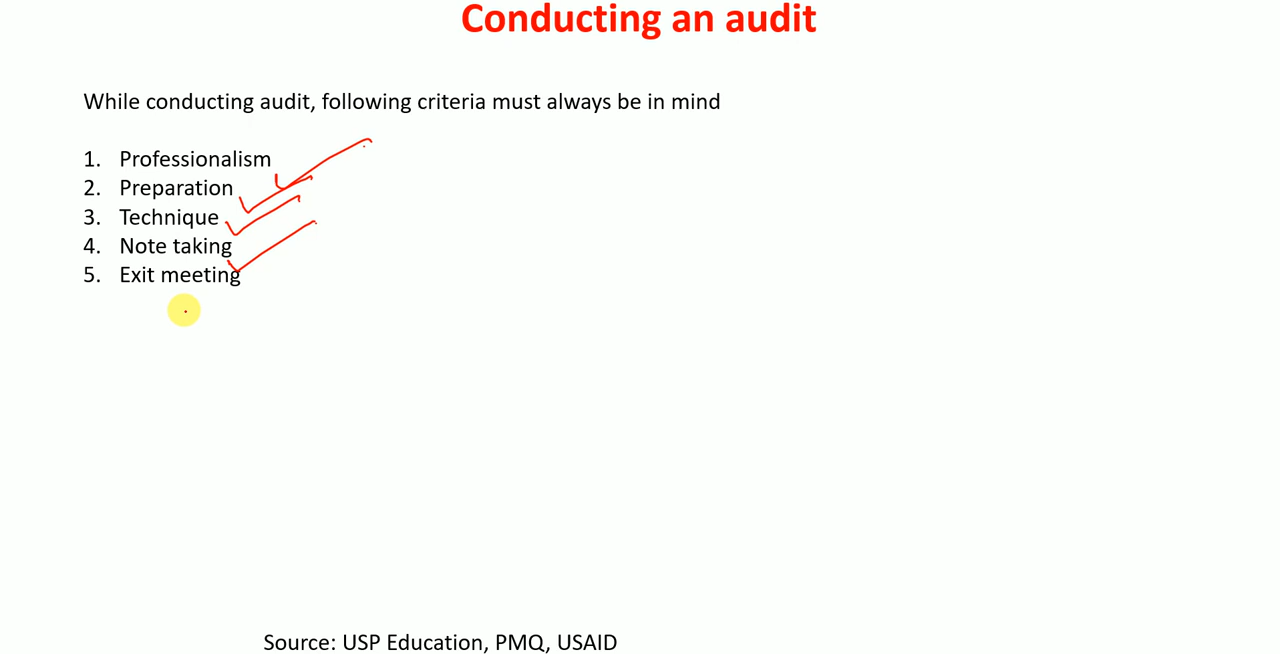 Conducting an audit
While conducting audit, following criteria must always be in mind
1. Professionalism
2. Preparation
3. Technique
4. Note taking
5. Exit meeting
Source: USP Education, PMQ, USAID